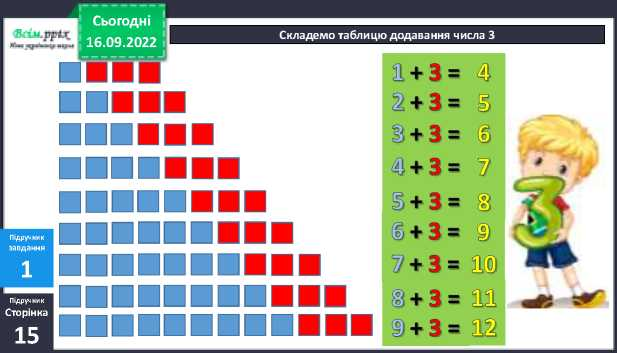 Всім.pptx
Нова українська школа
Сьогодні
16.09.2022
Складемо таблицю додавання числа 3
1 + 3 = 4
2 + 3 = 5
3 + 3 = 6
4 + 3 = 7
5 + 3 = 8
6 + 3 = 9
7 + 3 = 10
8 + 3 = 11
9 + 3 = 12
3
Підручник
завдання
1
Підручник
Сторінка
15